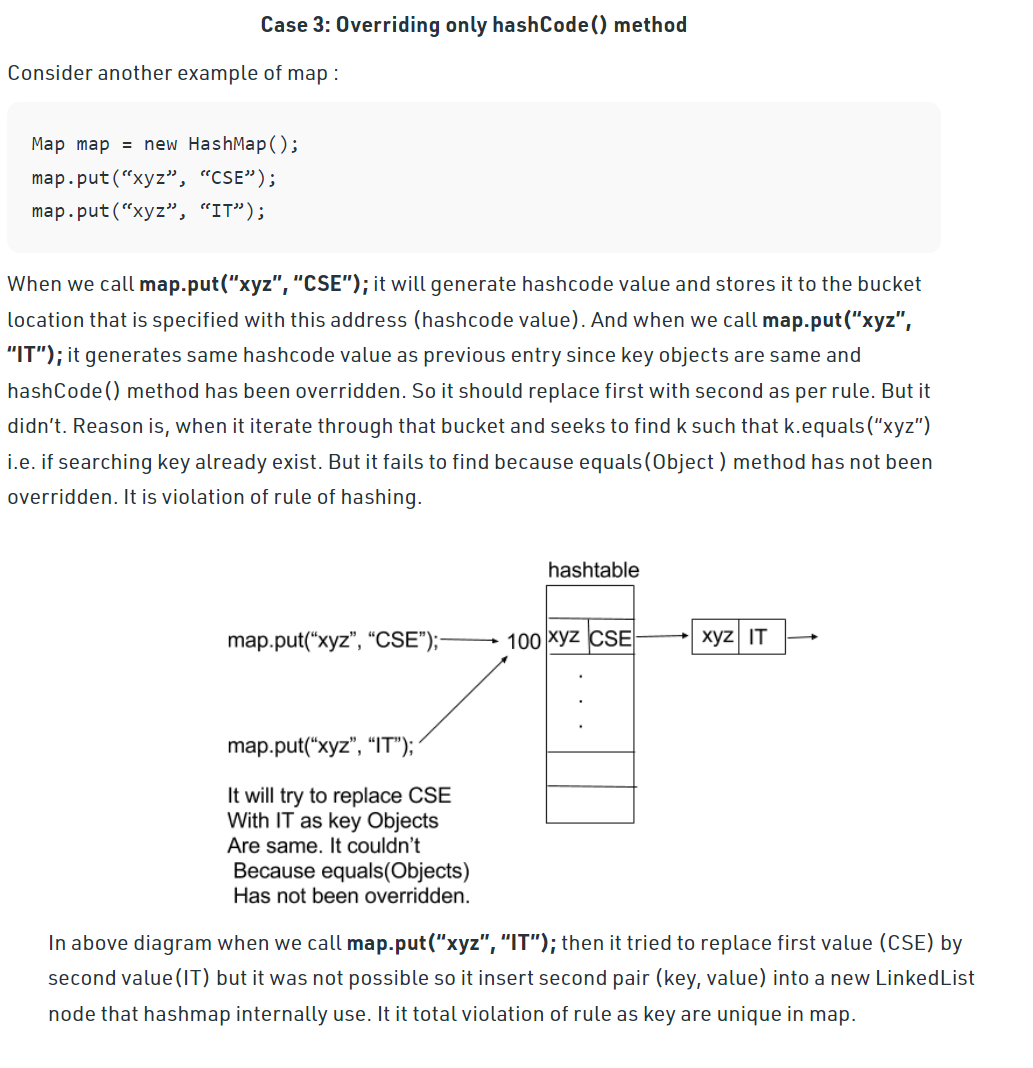 Case 3: Overriding only hashCode() method
Consider another example of map :
Map map = new HashMap();
map.put(“xyz”, “CSE”);
map.put(“xyz”, “IT”);
When we call map.put("xyz", "CSE"); it will generate hashcode value and stores it to the bucket
location that is specified with this address (hashcode value). And when we call map.put("xyz",
"IT"); it generates same hashcode value as previous entry since key objects are same and
hashCode() method has been overridden. So it should replace first with second as per rule. But it
didn't. Reason is, when it iterate through that bucket and seeks to find k such that k.equals("xyz")
i.e. if searching key already exist. But it fails to find because equals(Object ) method has not been
overridden. It is violation of rule of hashing.
hashtable
map.put(“xyz”, “CSE”); 100 xyz CSE xyz IT
.
.
.
map.put(“xyz”, “IT”);
It will try to replace CSE
With IT as key Objects
Are same. It couldn’t
Because equals(Objects)
Has not been overridden.
In above diagram when we call map.put("xyz", "IT"); then it tried to replace first value (CSE) by
second value(IT) but it was not possible so it insert second pair (key, value) into a new LinkedList
node that hashmap internally use. It it total violation of rule as key are unique in map.